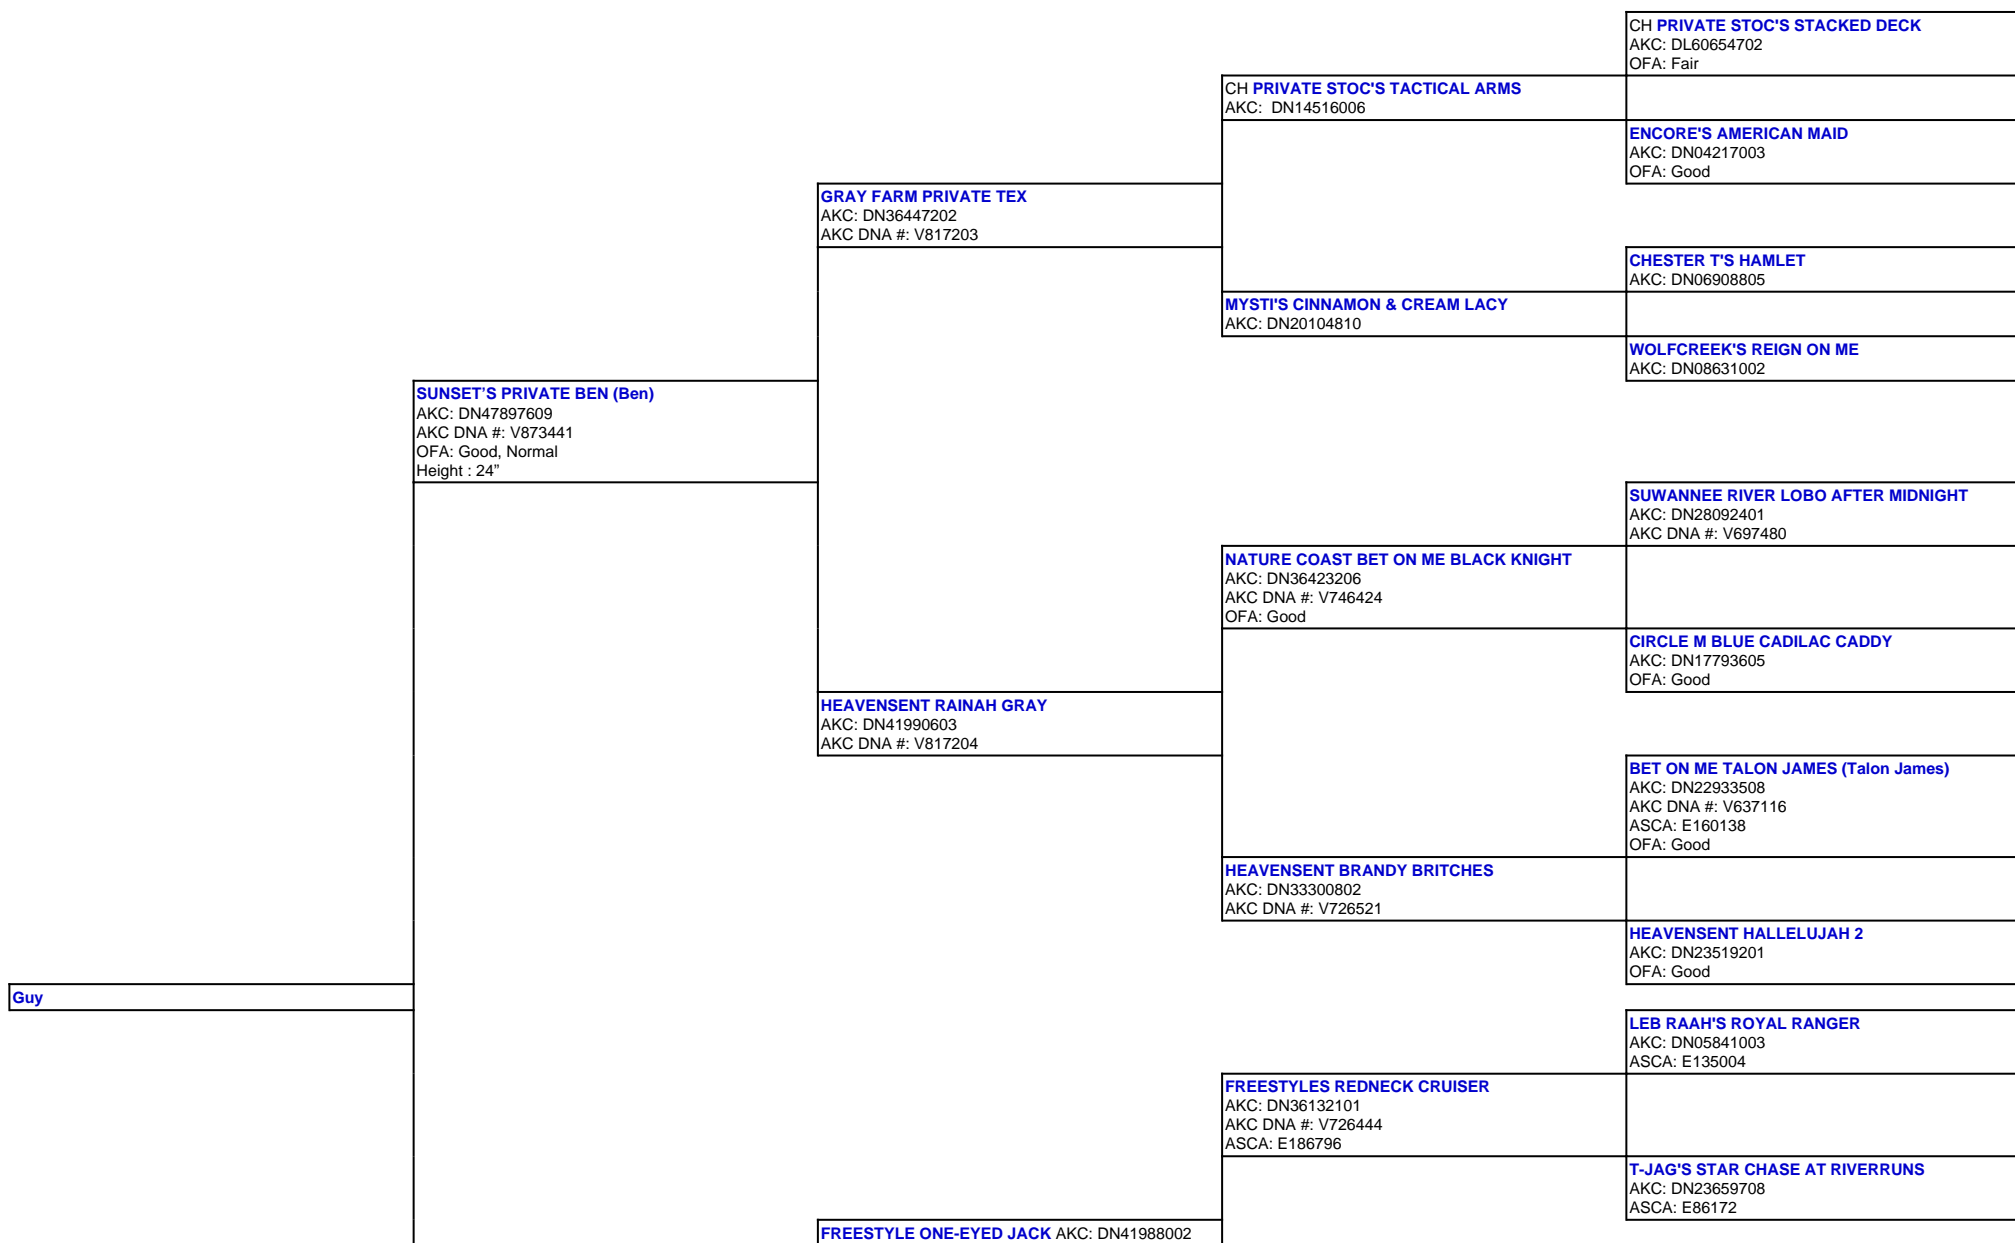 CH PRIVATE STOC'S STACKED DECK
AKC: DL60654702
OFA: Fair
CH PRIVATE STOC'S TACTICAL ARMS
AKC:  DN14516006
ENCORE'S AMERICAN MAID
AKC: DN04217003
OFA: Good
GRAY FARM PRIVATE TEX
AKC: DN36447202
AKC DNA #: V817203
CHESTER T'S HAMLET
AKC: DN06908805
MYSTI'S CINNAMON & CREAM LACY
AKC: DN20104810
WOLFCREEK'S REIGN ON ME
AKC: DN08631002
SUNSET’S PRIVATE BEN (Ben)
AKC: DN47897609
AKC DNA #: V873441
OFA: Good, Normal
Height : 24”
SUWANNEE RIVER LOBO AFTER MIDNIGHT
AKC: DN28092401
AKC DNA #: V697480
NATURE COAST BET ON ME BLACK KNIGHT
AKC: DN36423206
AKC DNA #: V746424
OFA: Good
CIRCLE M BLUE CADILAC CADDY
AKC: DN17793605
OFA: Good
HEAVENSENT RAINAH GRAY
AKC: DN41990603
AKC DNA #: V817204
BET ON ME TALON JAMES (Talon James)
AKC: DN22933508
AKC DNA #: V637116
ASCA: E160138
OFA: Good
HEAVENSENT BRANDY BRITCHES
AKC: DN33300802
AKC DNA #: V726521
HEAVENSENT HALLELUJAH 2
AKC: DN23519201
OFA: Good
Guy
LEB RAAH'S ROYAL RANGER
AKC: DN05841003
ASCA: E135004
FREESTYLES REDNECK CRUISER
AKC: DN36132101
AKC DNA #: V726444
ASCA: E186796
T-JAG'S STAR CHASE AT RIVERRUNS
AKC: DN23659708
ASCA: E86172
FREESTYLE ONE-EYED JACK AKC: DN41988002